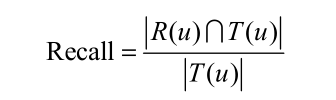 Recall = |R(u)⋂T(u)| / |T(u)|